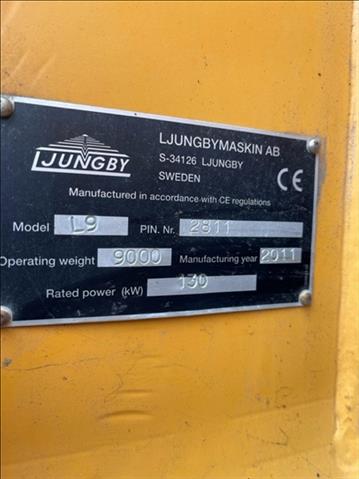 LJUNGBY
LJUNGBYMASKIN AB
S-34126 LJUNGBY
SWEDEN
CE
Manufactured in accordance with CE regulations
Model L9 PIN. Nr. 2811
Operating weight 9000 Manufacturing year 2011
Rated power (kW) 130